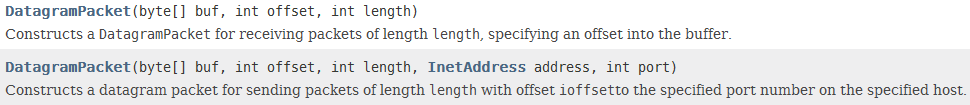 DatagramPacket(byte[] buf, int offset, int length)
Constructs a DatagramPacket for receiving packets of length length, specifying an offset into the buffer.
DatagramPacket(byte[] buf, int offset, int length, InetAddress address, int port)
Constructs a datagram packet for sending packets of length length with offset ioffsetto the specified port number on the specified host.